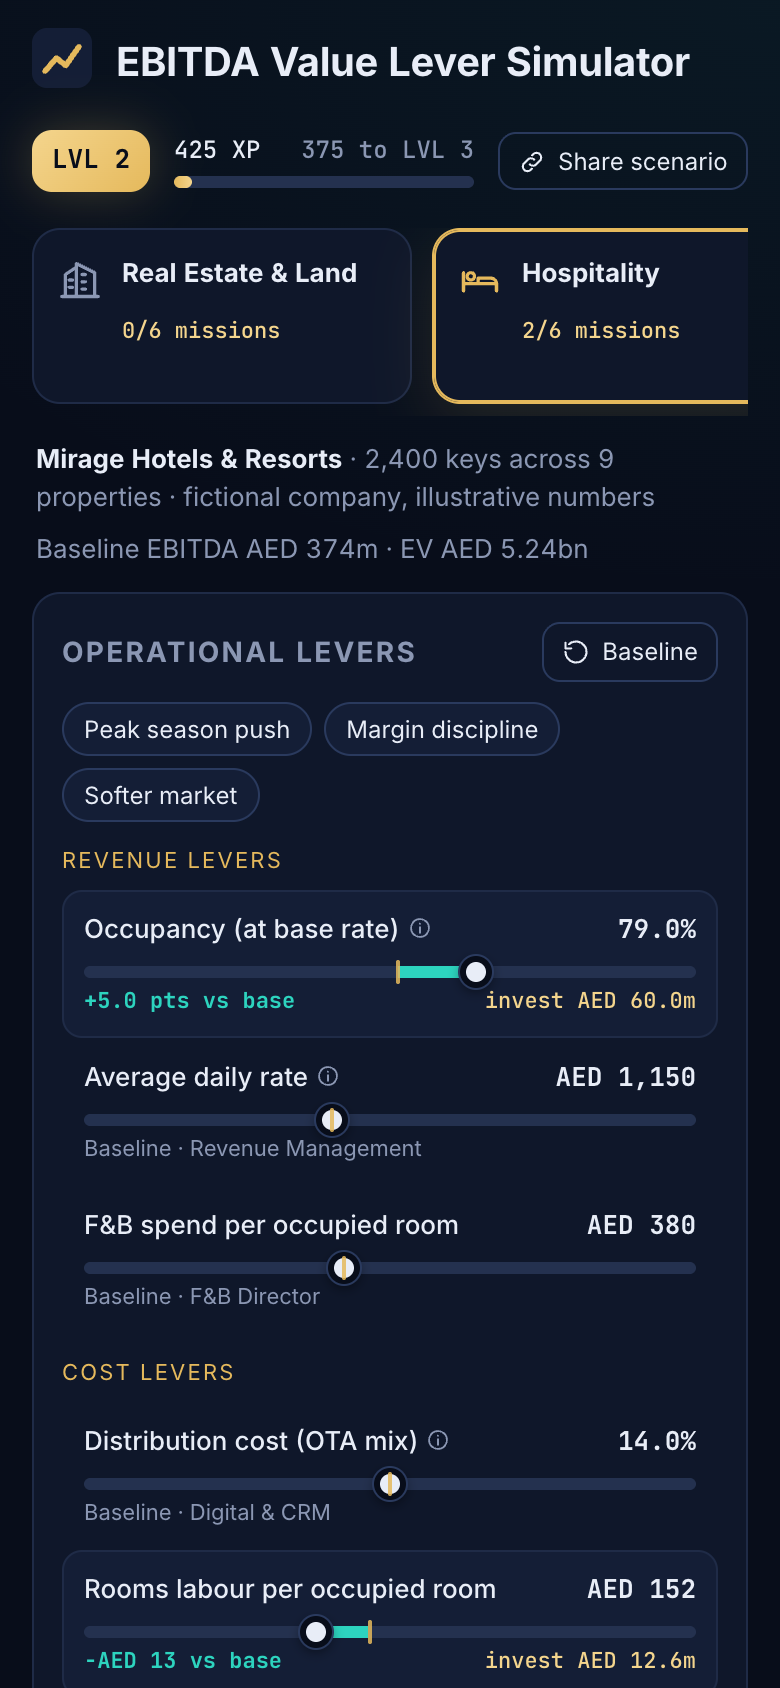 EBITDA Value Lever Simulator
LVL 2
425 XP
375 to LVL 3
Share scenario
Real Estate & Land
0/6 missions
Hospitality
2/6 missions
Mirage Hotels & Resorts · 2,400 keys across 9
properties · fictional company, illustrative numbers
Baseline EBITDA AED 374m · EV AED 5.24bn
OPERATIONAL LEVERS
Baseline
Peak season push
Margin discipline
Softer market
REVENUE LEVERS
Occupancy (at base rate)
79.0%
+5.0 pts vs base
invest AED 60.0m
Average daily rate
AED 1,150
Baseline · Revenue Management
F&B spend per occupied room
AED 380
Baseline · F&B Director
COST LEVERS
Distribution cost (OTA mix)
14.0%
Baseline · Digital & CRM
Rooms labour per occupied room
AED 152
-AED 13 vs base
invest AED 12.6m